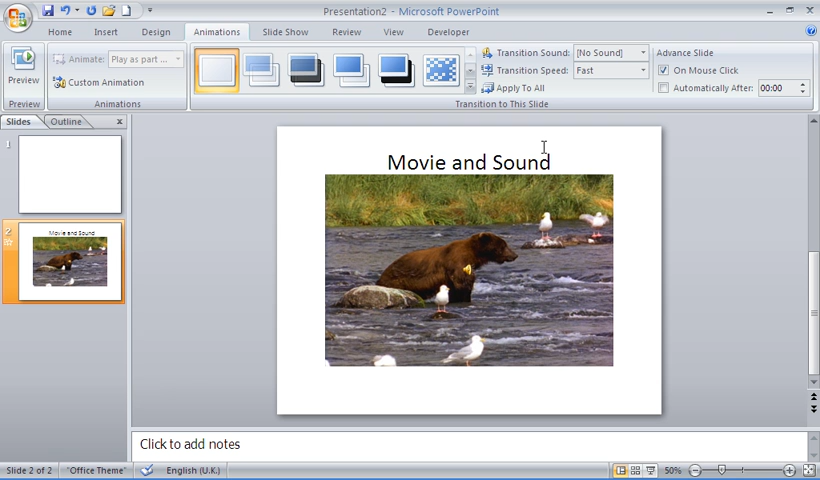 Presentation2 - Microsoft PowerPoint
Home Insert Design Animations Slide Show Review View Developer
Preview
Preview
Animate: Play as part ...
Custom Animation
Animations
Transition Sound: [No Sound]
Transition Speed: Fast
Apply To All
Transition to This Slide
Advance Slide
On Mouse Click
Automatically After: 00:00
Slides Outline
1
2
Movie and Sound
Movie and Sound
Click to add notes
Slide 2 of 2 "Office Theme" English (U.K.) 50%